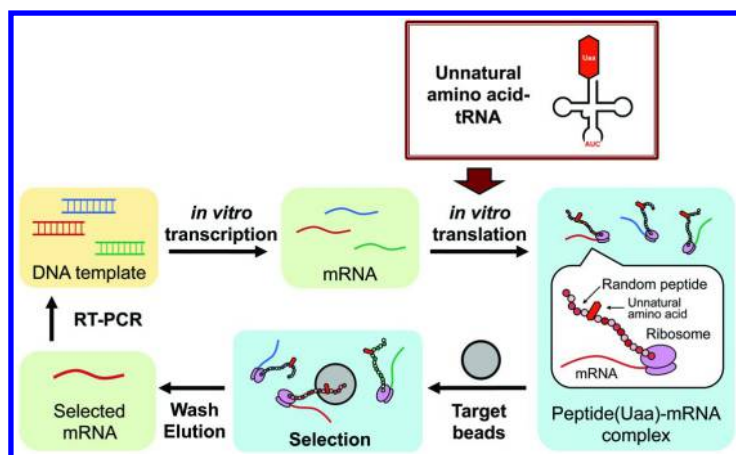 Unnatural
amino acid-
tRNA
Uaa
AUC
DNA template
in vitro
transcription
mRNA
in vitro
translation
Random peptide
Unnatural
amino acid
Ribosome
mRNA
Peptide(Uaa)-mRNA
complex
Target
beads
Selection
Wash
Elution
Selected
mRNA
RT-PCR